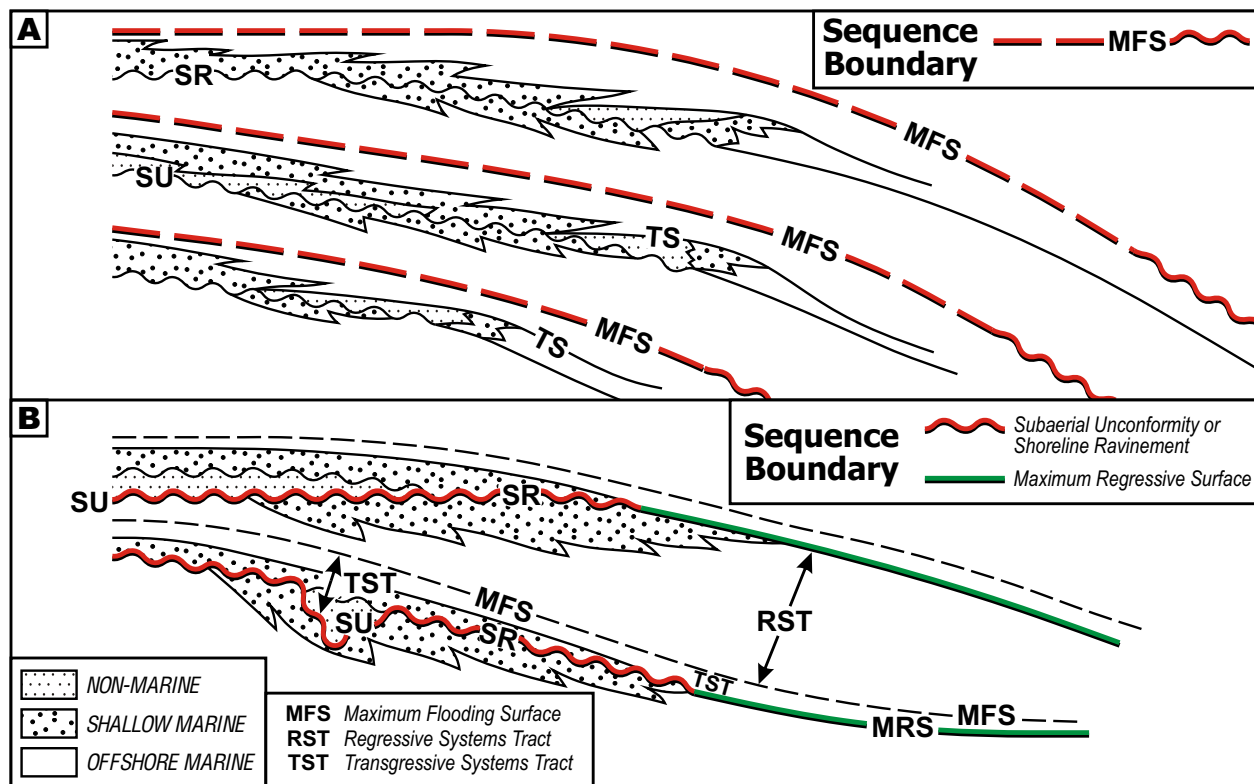 A
Sequence
Boundary
MFS
SR
MFS
SU
TS
MFS
TS
MFS
B
Sequence
Boundary
Subaerial Unconformity or
Shoreline Ravinement
Maximum Regressive Surface
SU
SR
TST
MFS
SU
SR
RST
TST
MRS
MFS
NON-MARINE
SHALLOW MARINE
OFFSHORE MARINE
MFS Maximum Flooding Surface
RST Regressive Systems Tract
TST Transgressive Systems Tract